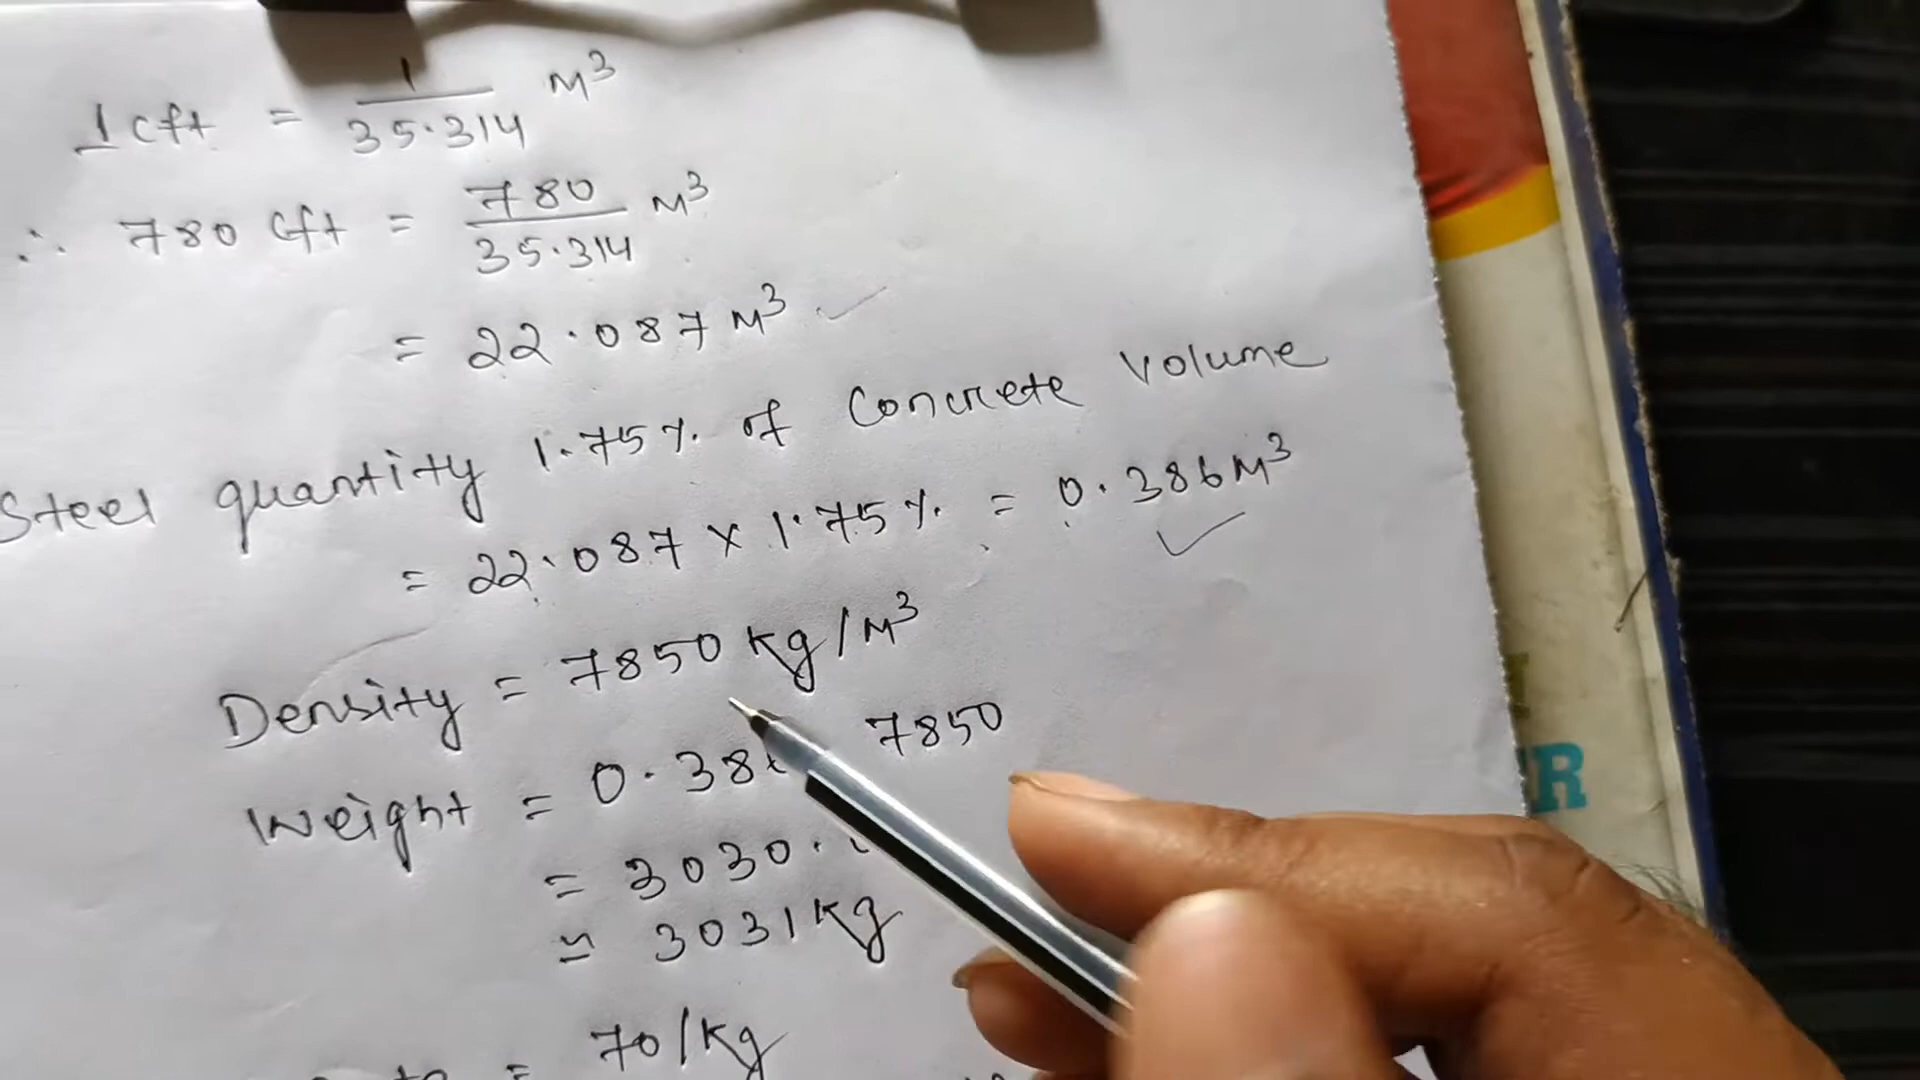 1 cft = 1/35.314 M³
∴ 780 Cft = 780/35.314 M³
= 22.087 M³
Steel quantity 1.75% of Concrete Volume
= 22.087 × 1.75% = 0.386 M³
Density = 7850 kg/M³
Weight = 0.38 7850
= 3030.
≈ 3031 kg
= 70/kg
R